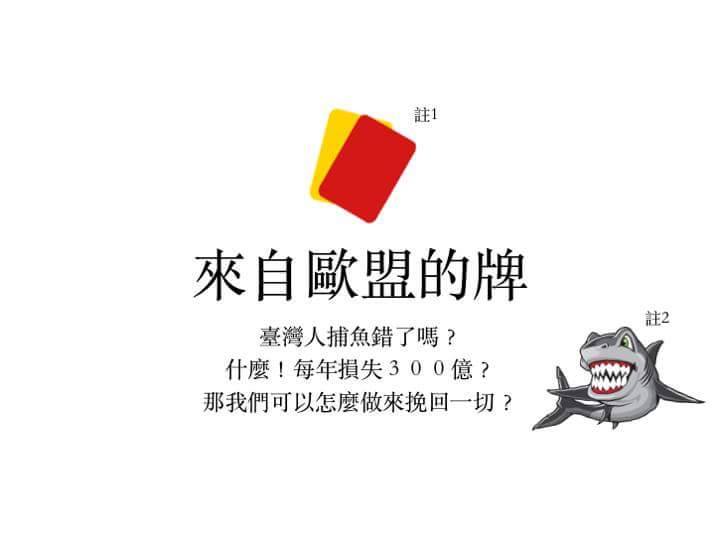 註1
來自歐盟的牌
註2
臺灣人捕魚錯了嗎？
什麼！每年損失３００億？
那我們可以怎麼做來挽回一切？